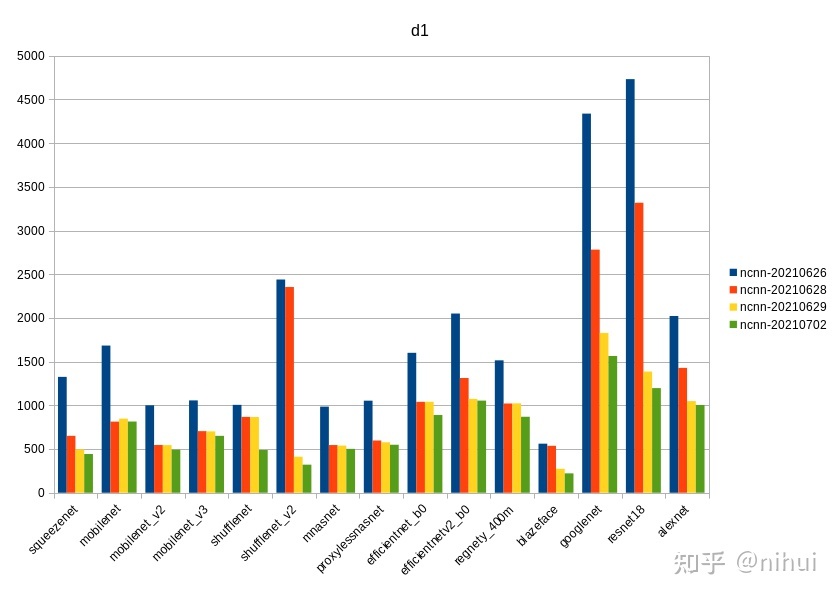 d1
5000
4500
4000
3500
3000
2500
2000
1500
1000
500
0
squeezenet
mobilenet
mobilenet_v2
mobilenet_v3
shufflenet
shufflenet_v2
mnasnet
proxylessnasnet
efficientnet_b0
efficientnetv2_b0
regnety_400m
blazeface
googlenet
resnet18
alexnet
ncnn-20210626
ncnn-20210628
ncnn-20210629
ncnn-20210702
知乎 @nihui